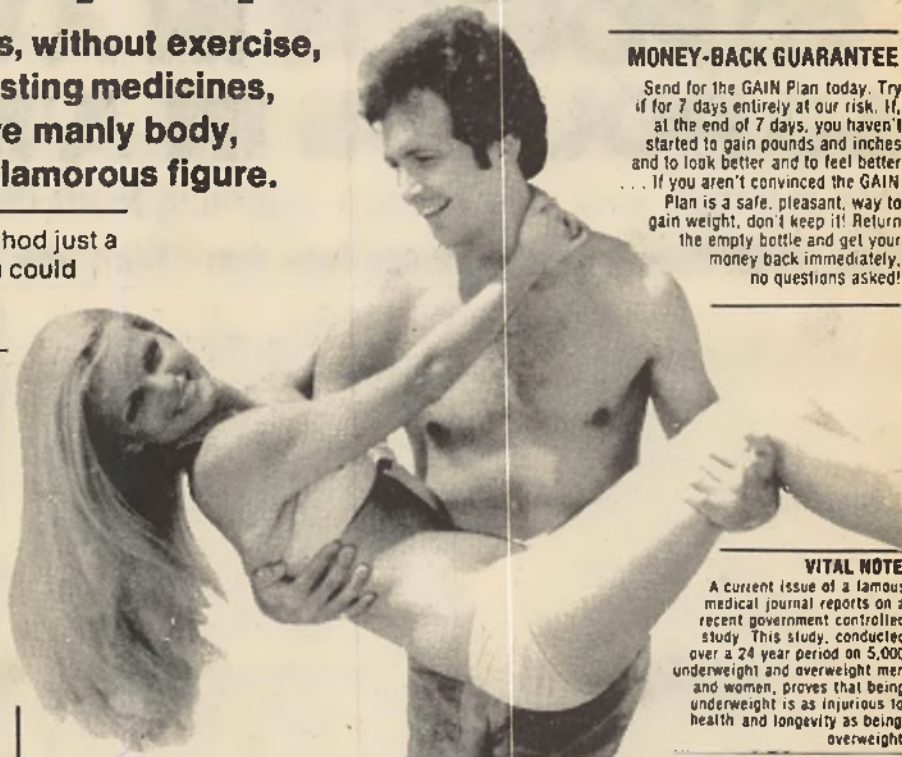 s, without exercise,
sting medicines,
e manly body,
lamorous figure.
hod just a
could
MONEY-BACK GUARANTEE
Send for the GAIN Plan today. Try
if for 7 days entirely at our risk. If,
at the end of 7 days, you haven't
started to gain pounds and inches
and to look better and to feel better
. . . If you aren't convinced the GAIN
Plan is a safe, pleasant, way to
gain weight, don't keep it! Return
the empty bottle and get your
money back immediately,
no questions asked!
VITAL NOTE
A current issue of a famous
medical journal reports on a
recent government controlled
study. This study, conducted
over a 24 year period on 5,000
underweight and overweight men
and women, proves that being
underweight is as injurious to
health and longevity as being
overweight